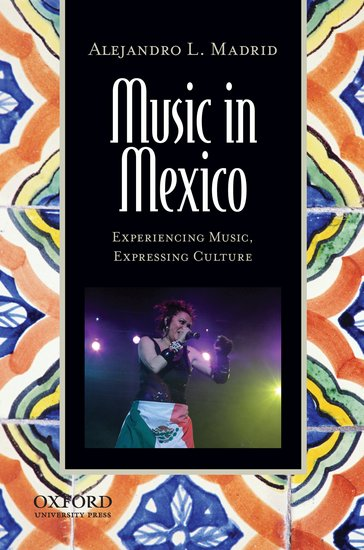 Alejandro L. Madrid
Music in
Mexico
Experiencing Music,
Expressing Culture
OXFORD
UNIVERSITY PRESS